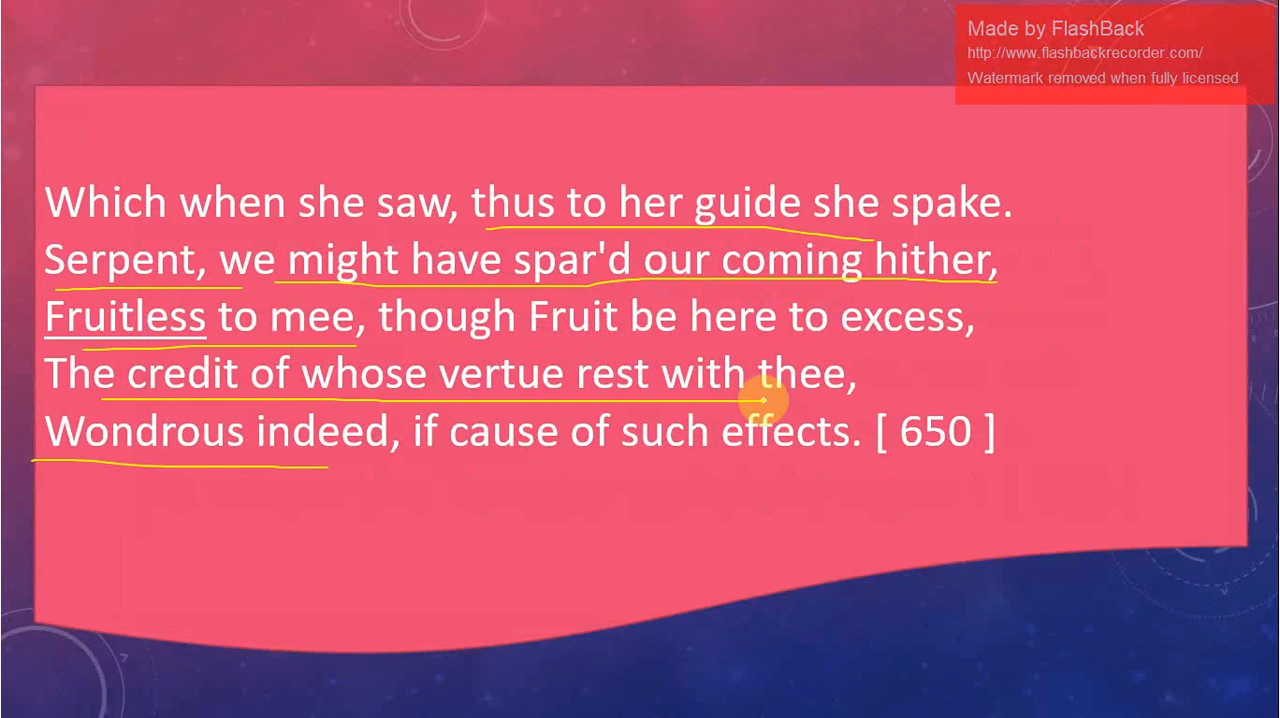 Made by FlashBack
http://www.flashbackrecorder.com/
Watermark removed when fully licensed
Which when she saw, thus to her guide she spake.
Serpent, we might have spar'd our coming hither,
Fruitless to mee, though Fruit be here to excess,
The credit of whose vertue rest with thee,
Wondrous indeed, if cause of such effects. [ 650 ]